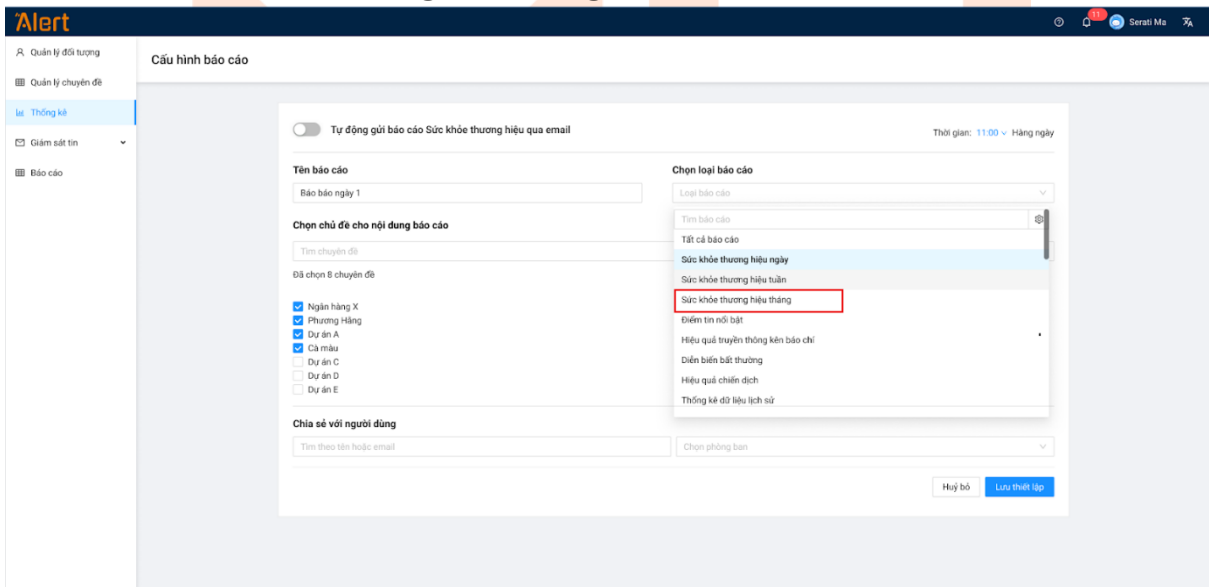 Alert
11
Serati Ma
Quản lý đối tượng
Quản lý chuyên đề
Thống kê
Giám sát tin
Báo cáo
Cấu hình báo cáo
Tự động gửi báo cáo Sức khỏe thương hiệu qua email
Thời gian: 11:00 Hàng ngày
Tên báo cáo
Báo báo ngày 1
Chọn loại báo cáo
Loại báo cáo
Tìm báo cáo
Tất cả báo cáo
Sức khỏe thương hiệu ngày
Sức khỏe thương hiệu tuần
Sức khỏe thương hiệu tháng
Điểm tin nổi bật
Hiệu quả truyền thông kên báo chí
Diễn biến bất thường
Hiệu quả chiến dịch
Thống kê dữ liệu lịch sử
Chọn chủ đề cho nội dung báo cáo
Tìm chuyên đề
Đã chọn 8 chuyên đề
Ngân hàng X
Phương Hằng
Dự án A
Cà màu
Dự án C
Dự án D
Dự án E
Chia sẻ với người dùng
Tìm theo tên hoặc email
Chọn phòng ban
Huỷ bỏ
Lưu thiết lập